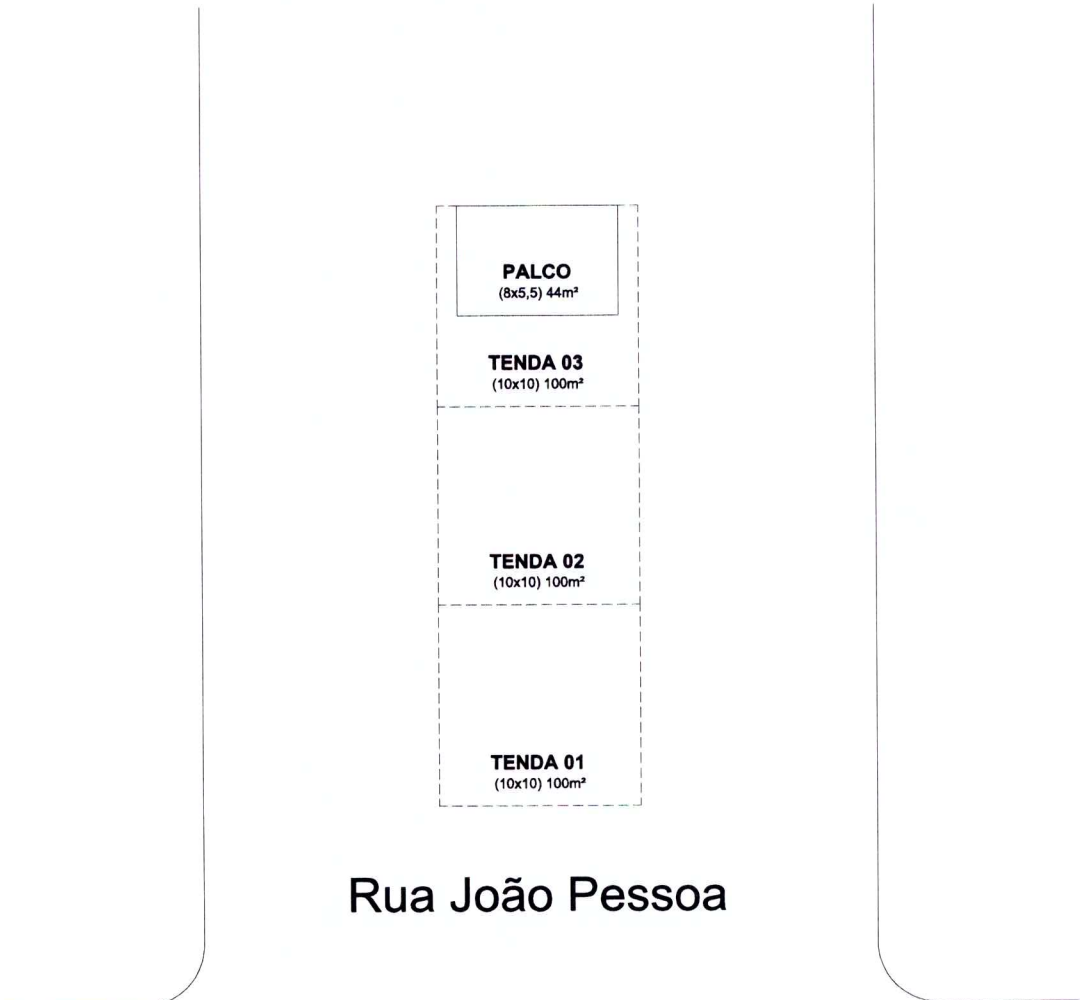 PALCO
(8x5,5) 44m²
TENDA 03
(10x10) 100m²
TENDA 02
(10x10) 100m²
TENDA 01
(10x10) 100m²
Rua João Pessoa